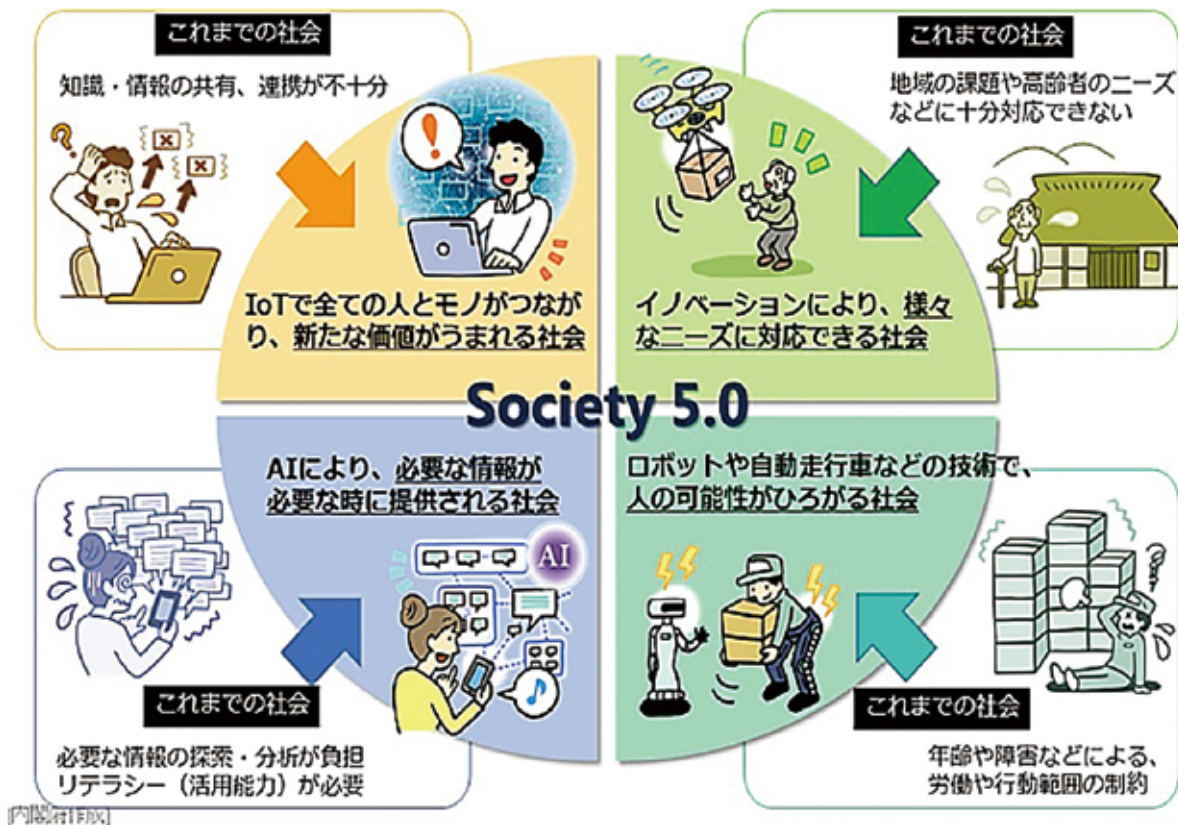 これまでの社会
知識・情報の共有、連携が不十分
IoTで全ての人とモノがつなが
り、新たな価値がうまれる社会
これまでの社会
地域の課題や高齢者のニーズ
などに十分対応できない
イノベーションにより、様々
なニーズに対応できる社会
Society 5.0
AIにより、必要な情報が
必要な時に提供される社会
AI
これまでの社会
必要な情報の探索・分析が負担
リテラシー（活用能力）が必要
ロボットや自動走行車などの技術で、
人の可能性がひろがる社会
これまでの社会
年齢や障害などによる、
労働や行動範囲の制約
[内閣府作成]